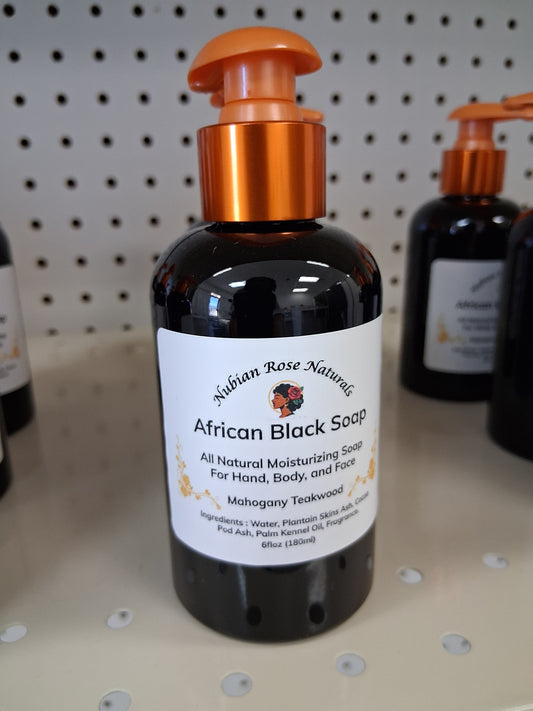 Nubian Rose Naturals
African Black Soap
All Natural Moisturizing Soap
For Hand, Body, and Face
Mahogany Teakwood
Ingredients : Water, Plantain Skins Ash, Cocoa
Pod Ash, Palm Kennel Oil, Fragrance.
6floz (180ml)
African